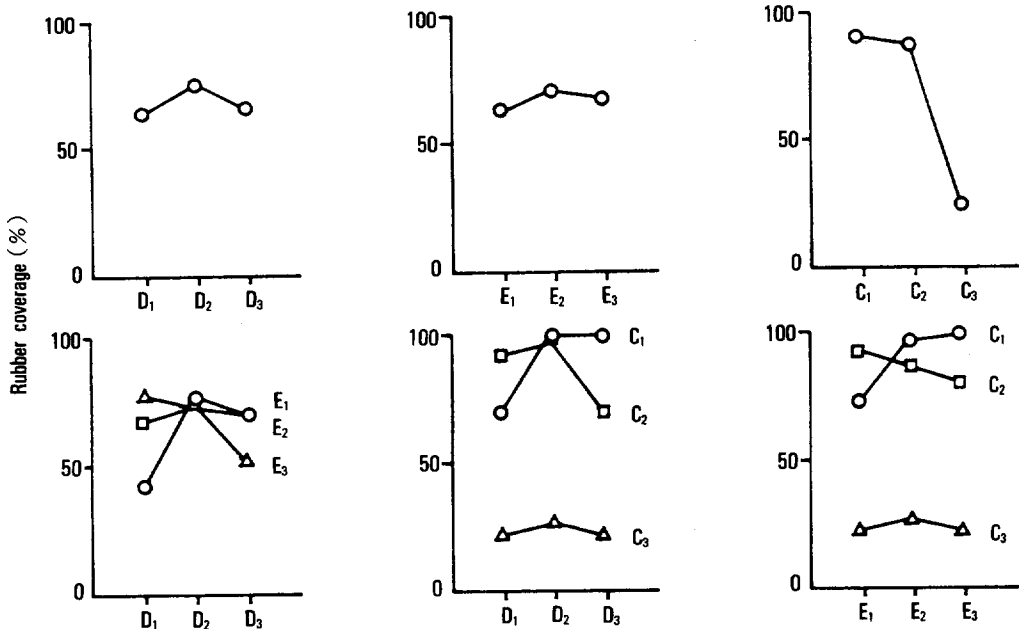 Rubber coverage (%)
100
50
0
D₁ D₂ D₃
100
50
0
E₁ E₂ E₃
100
50
0
C₁ C₂ C₃
100
50
0
E₁
E₂
E₃
D₁ D₂ D₃
100
50
0
C₁
C₂
C₃
D₁ D₂ D₃
100
50
0
C₁
C₂
C₃
E₁ E₂ E₃